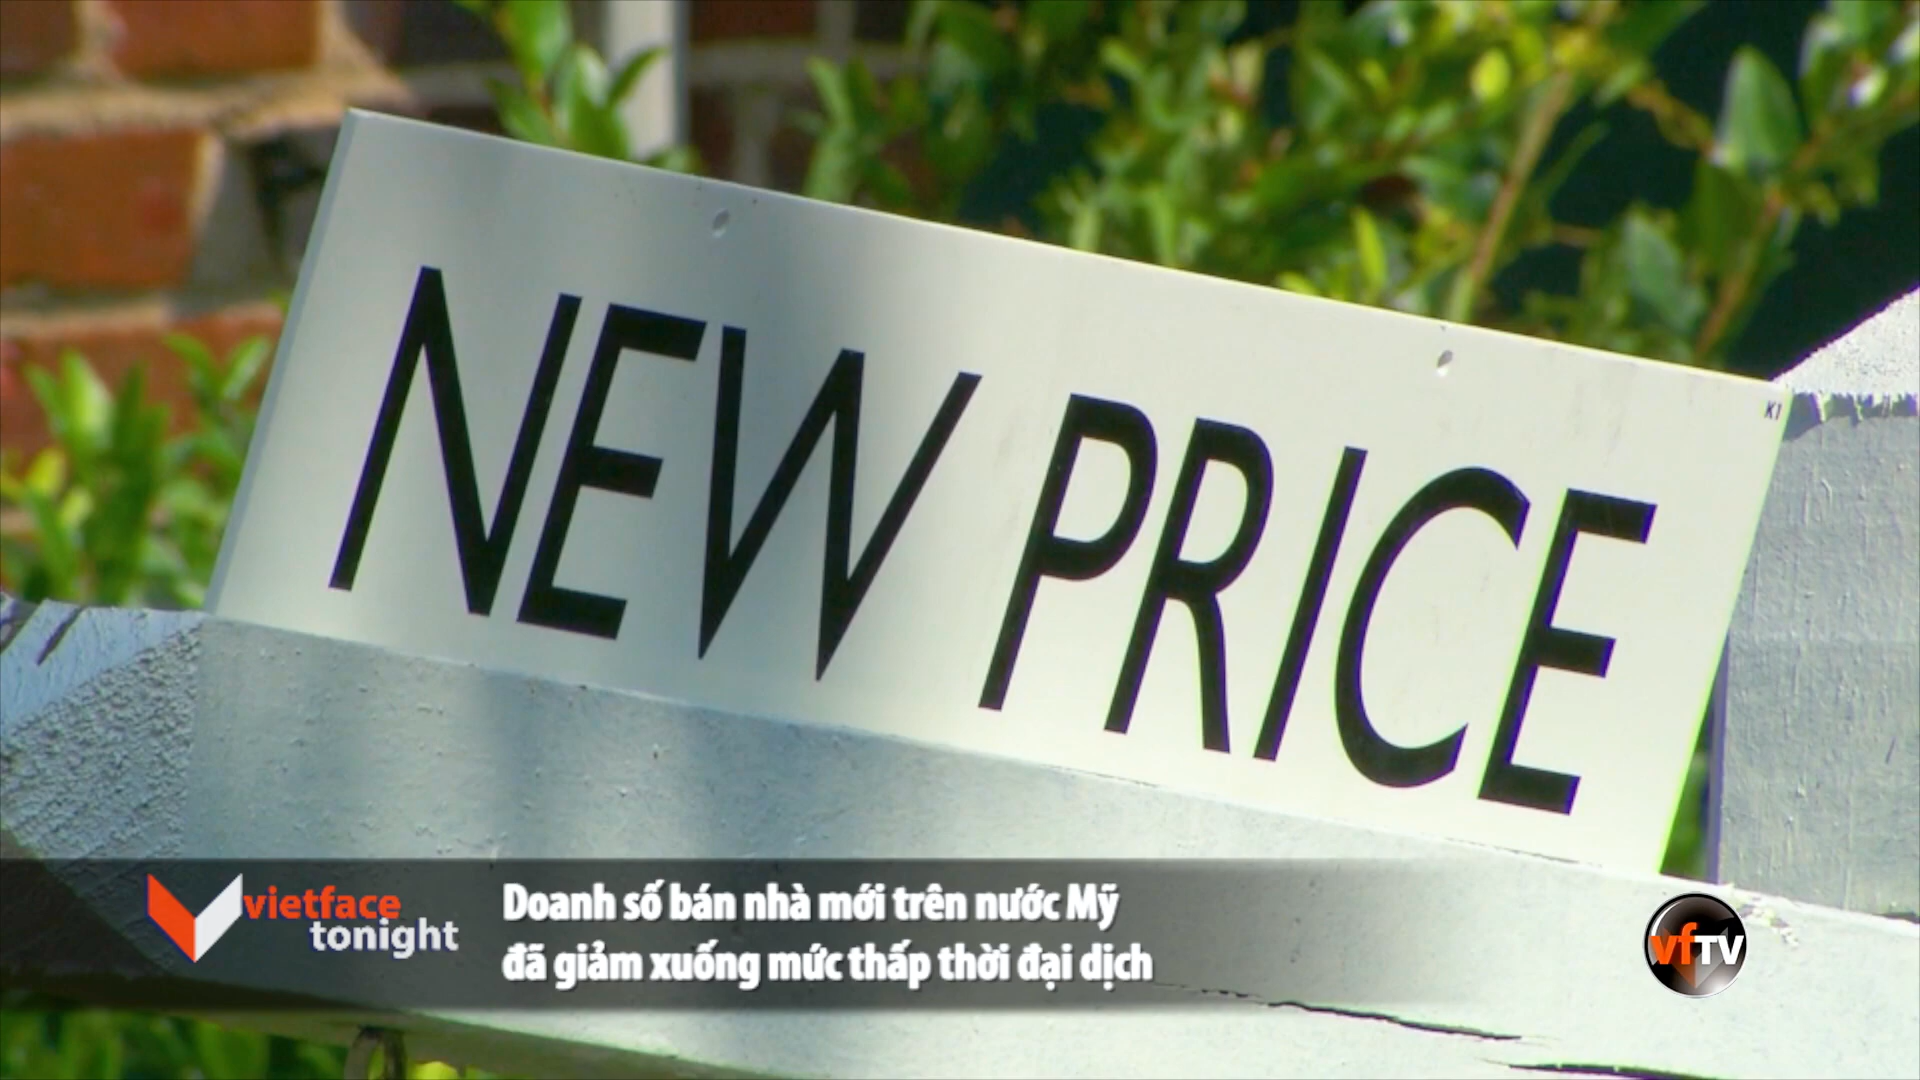 K1
NEW PRICE
vietface
tonight
Doanh số bán nhà mới trên nước Mỹ
đã giảm xuống mức thấp thời đại dịch
vfTV